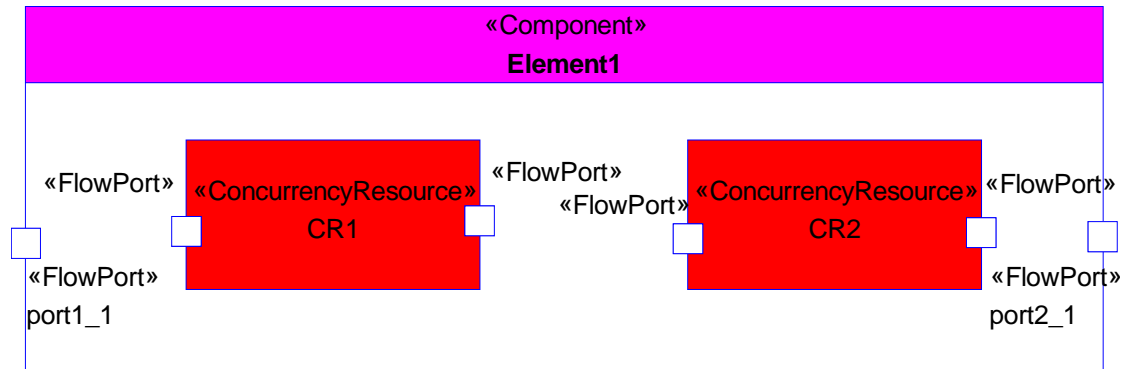 «Component»
Element1
«FlowPort»
«ConcurrencyResource»
CR1
«FlowPort»
«FlowPort»
«ConcurrencyResource»
CR2
«FlowPort»
«FlowPort»
port1_1
«FlowPort»
port2_1